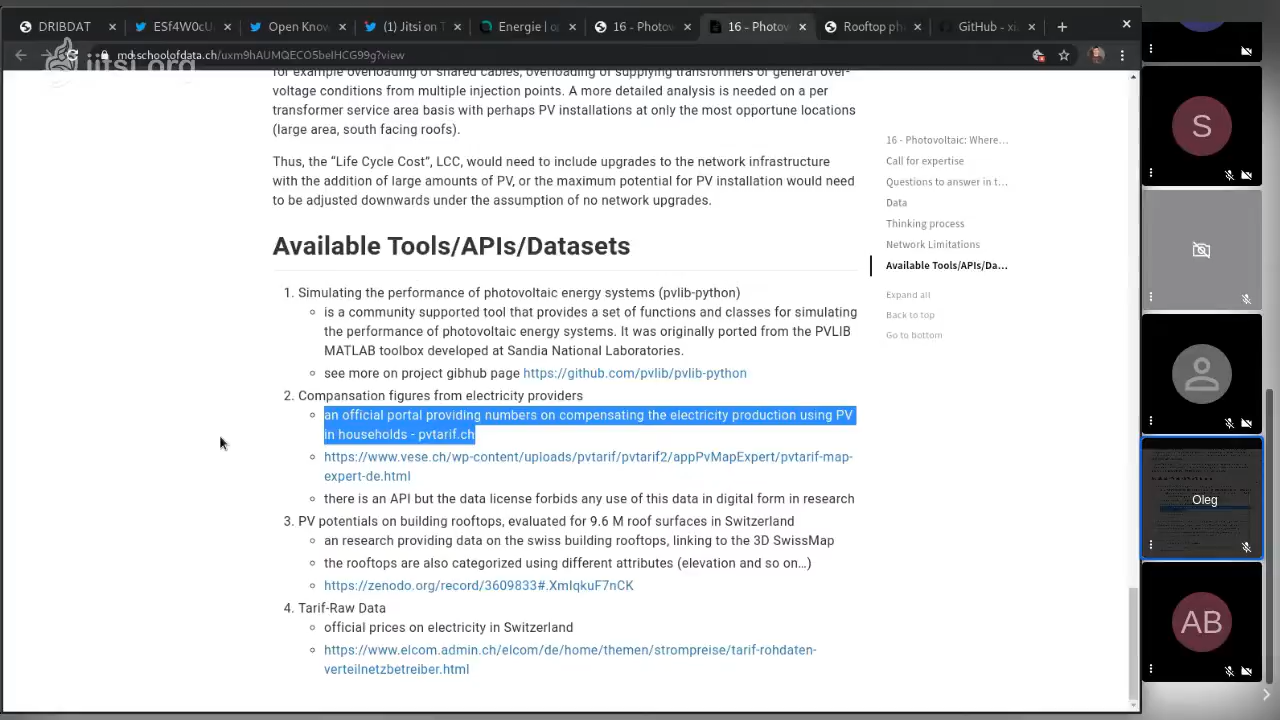 DRIBDAT
ESf4W0cU
Open Know
(1) Jitsi on T
Energie | op
16 - Photov
16 - Photov
Rooftop ph
GitHub - xi
md.schoolofdata.ch/uxm9hAUMQECO5beIHCG99g?view
jitsi.org
for example overloading of shared cables, overloading of supplying transformers or general over-
voltage conditions from multiple injection points. A more detailed analysis is needed on a per
transformer service area basis with perhaps PV installations at only the most opportune locations
(large area, south facing roofs).
Thus, the “Life Cycle Cost”, LCC, would need to include upgrades to the network infrastructure
with the addition of large amounts of PV, or the maximum potential for PV installation would need
to be adjusted downwards under the assumption of no network upgrades.
Available Tools/APIs/Datasets
1. Simulating the performance of photovoltaic energy systems (pvlib-python)
is a community supported tool that provides a set of functions and classes for simulating
the performance of photovoltaic energy systems. It was originally ported from the PVLIB
MATLAB toolbox developed at Sandia National Laboratories.
see more on project gibhub page https://github.com/pvlib/pvlib-python
2. Compansation figures from electricity providers
an official portal providing numbers on compensating the electricity production using PV
in households - pvtarif.ch
https://www.vese.ch/wp-content/uploads/pvtarif/pvtarif2/appPvMapExpert/pvtarif-map-
expert-de.html
there is an API but the data license forbids any use of this data in digital form in research
3. PV potentials on building rooftops, evaluated for 9.6 M roof surfaces in Switzerland
an research providing data on the swiss building rooftops, linking to the 3D SwissMap
the rooftops are also categorized using different attributes (elevation and so on…)
https://zenodo.org/record/3609833#.XmIqkuF7nCK
4. Tarif-Raw Data
official prices on electricity in Switzerland
https://www.elcom.admin.ch/elcom/de/home/themen/strompreise/tarif-rohdaten-
verteilnetzbetreiber.html
16 - Photovoltaic: Where…
Call for expertise
Questions to answer in t…
Data
Thinking process
Network Limitations
Available Tools/APIs/Da…
Expand all
Back to top
Go to bottom
S
Oleg
AB